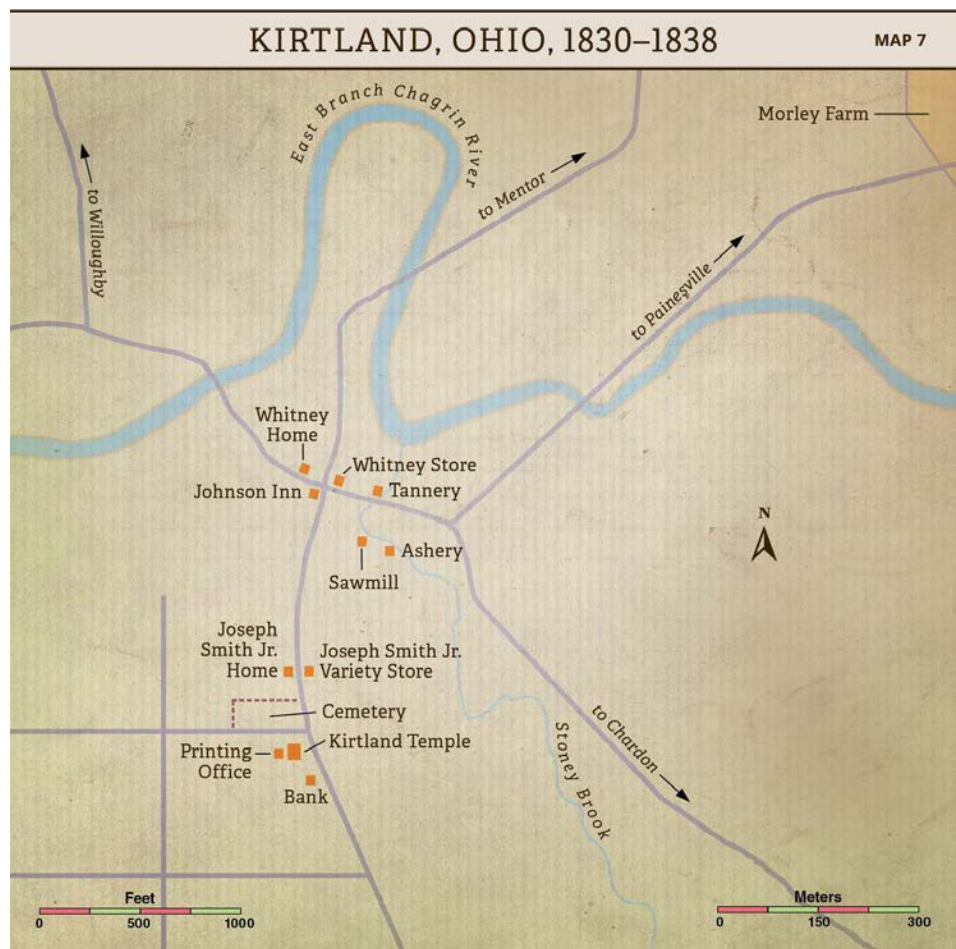 KIRTLAND, OHIO, 1830–1838
MAP 7
East Branch Chagrin River
Morley Farm
to Willoughby
to Mentor
to Painesville
Whitney
Home
Whitney Store
Johnson Inn
Tannery
N
Ashery
Sawmill
Joseph
Smith Jr.
Home
Joseph Smith Jr.
Variety Store
Cemetery
to Chardon
Stoney Brook
Kirtland Temple
Printing
Office
Bank
Feet
0 500 1000
Meters
0 150 300